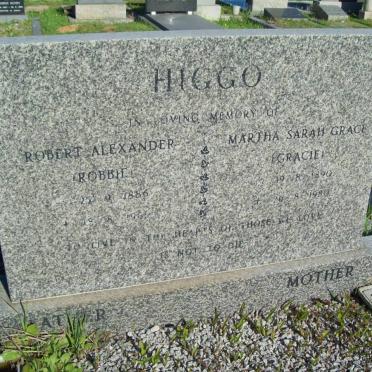 HIGGO
IN LOVING MEMORY OF
ROBERT ALEXANDER
(ROBBIE)
MARTHA SARAH GRACE
(GRACIE)
TO LIVE IN THE HEARTS OF THOSE WE LOVE
IS NOT TO DIE
FATHER
MOTHER